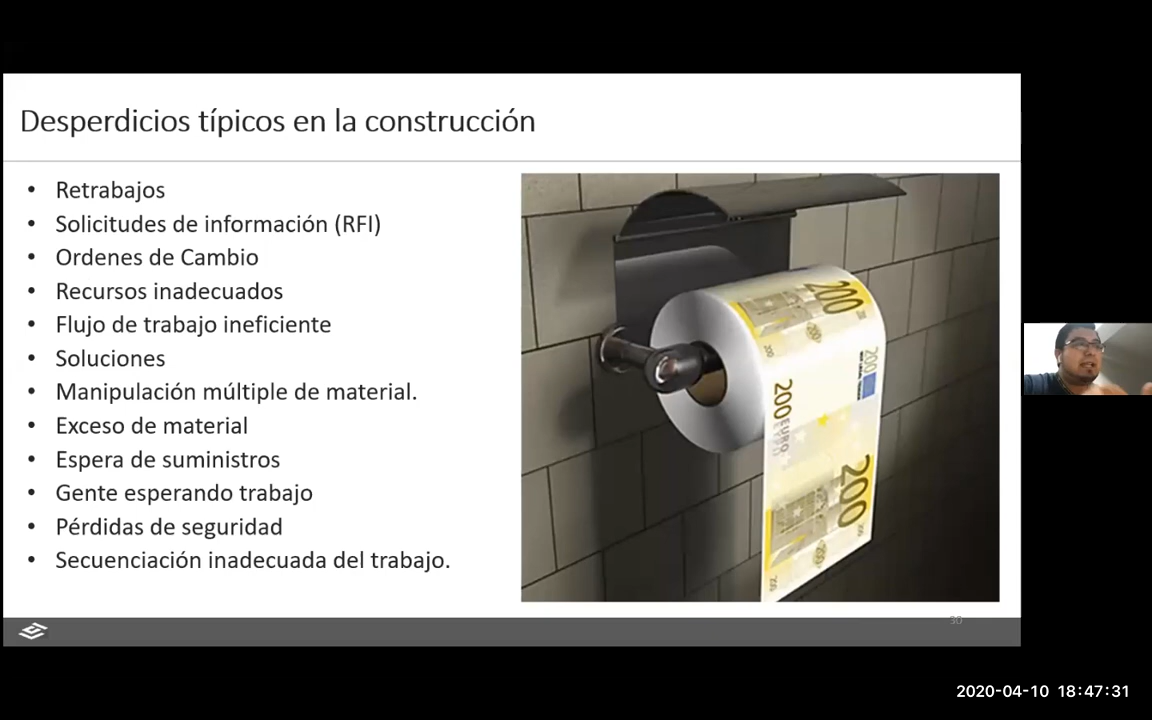 Desperdicios típicos en la construcción
• Retrabajos
• Solicitudes de información (RFI)
• Ordenes de Cambio
• Recursos inadecuados
• Flujo de trabajo ineficiente
• Soluciones
• Manipulación múltiple de material.
• Exceso de material
• Espera de suministros
• Gente esperando trabajo
• Pérdidas de seguridad
• Secuenciación inadecuada del trabajo.
200
200
200 EURO
200
200
30
2020-04-10 18:47:31